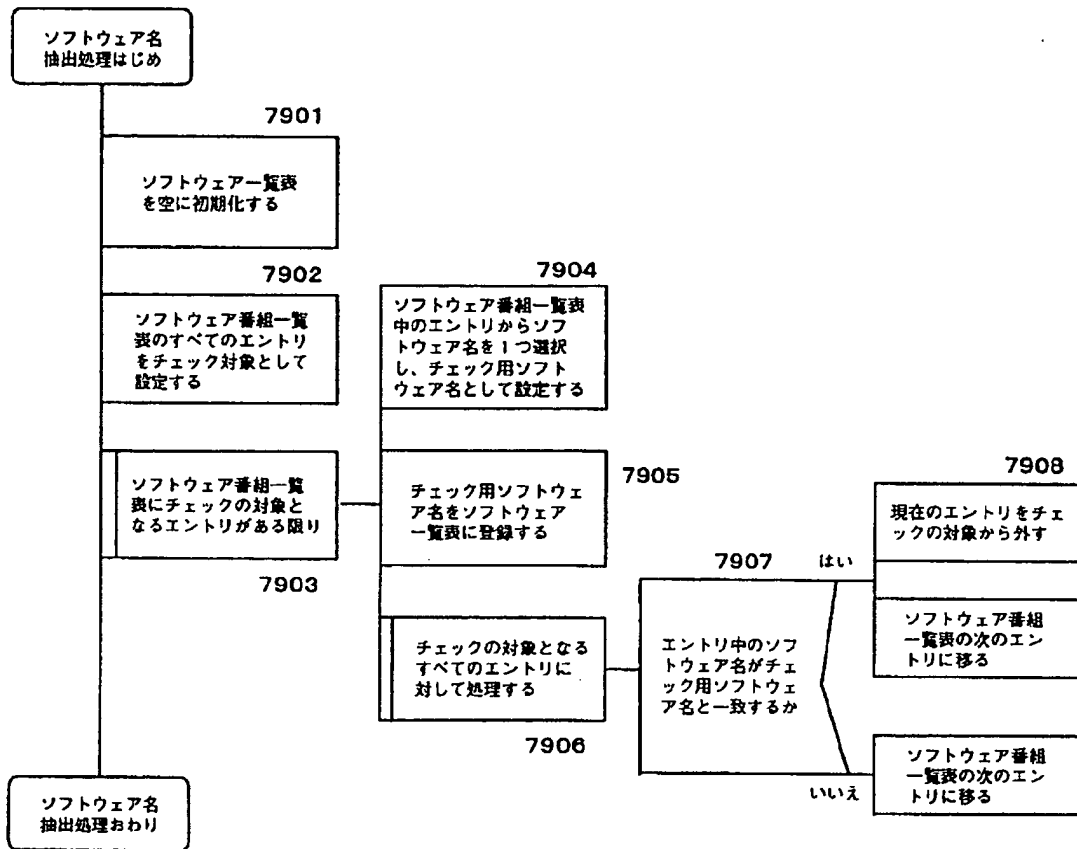 ソフトウェア名
抽出処理はじめ
7901
ソフトウェア一覧表
を空に初期化する
7902
ソフトウェア番組一覧
表のすべてのエントリ
をチェック対象として
設定する
ソフトウェア番組一覧
表にチェックの対象と
なるエントリがある限り
7903
7904
ソフトウェア番組一覧表
中のエントリからソフ
トウェア名を1つ選択
し、チェック用ソフト
ウェア名として設定する
チェック用ソフトウェ
ア名をソフトウェア
一覧表に登録する
7905
チェックの対象となる
すべてのエントリに
対して処理する
7906
7907
エントリ中のソフ
トウェア名がチェ
ック用ソフトウェ
ア名と一致するか
はい
7908
現在のエントリをチェ
ックの対象から外す
ソフトウェア番組
一覧表の次のエン
トリに移る
いいえ
ソフトウェア番組
一覧表の次のエン
トリに移る
ソフトウェア名
抽出処理おわり